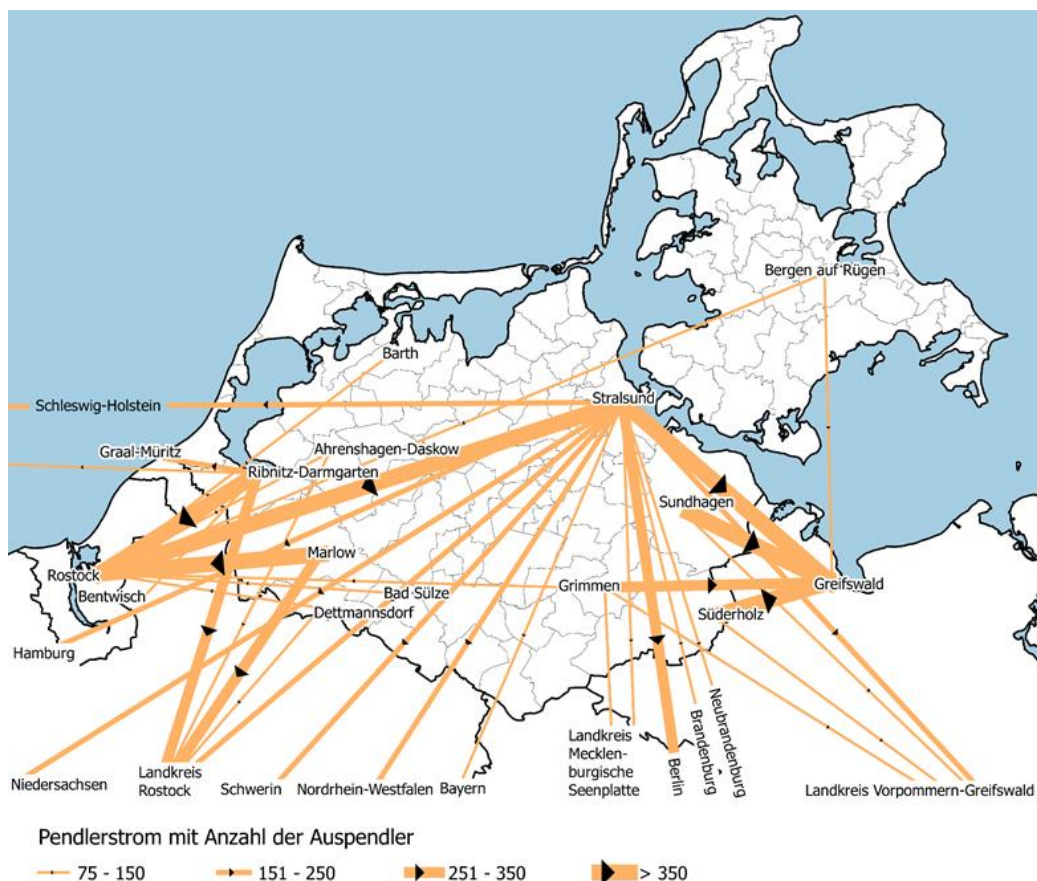 Bergen auf Rügen
Barth
Stralsund
Schleswig-Holstein
Graal-Müritz
Ahrenshagen-Daskow
Ribnitz-Darmgarten
Sundhagen
Marlow
Rostock
Bentwisch
Bad Sülze
Grimmen
Greifswald
Dettmannsdorf
Süderholz
Hamburg
Niedersachsen
Landkreis
Rostock
Schwerin
Nordrhein-Westfalen
Bayern
Landkreis
Mecklen-
burgische
Seenplatte
Berlin
Brandenburg
Neubrandenburg
Landkreis Vorpommern-Greifswald
Pendlerstrom mit Anzahl der Auspendler
75 - 150
151 - 250
251 - 350
> 350